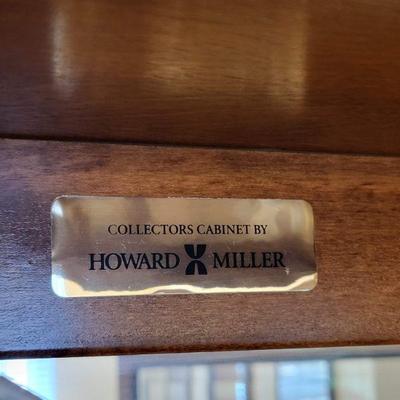 COLLECTORS CABINET BY
HOWARD MILLER